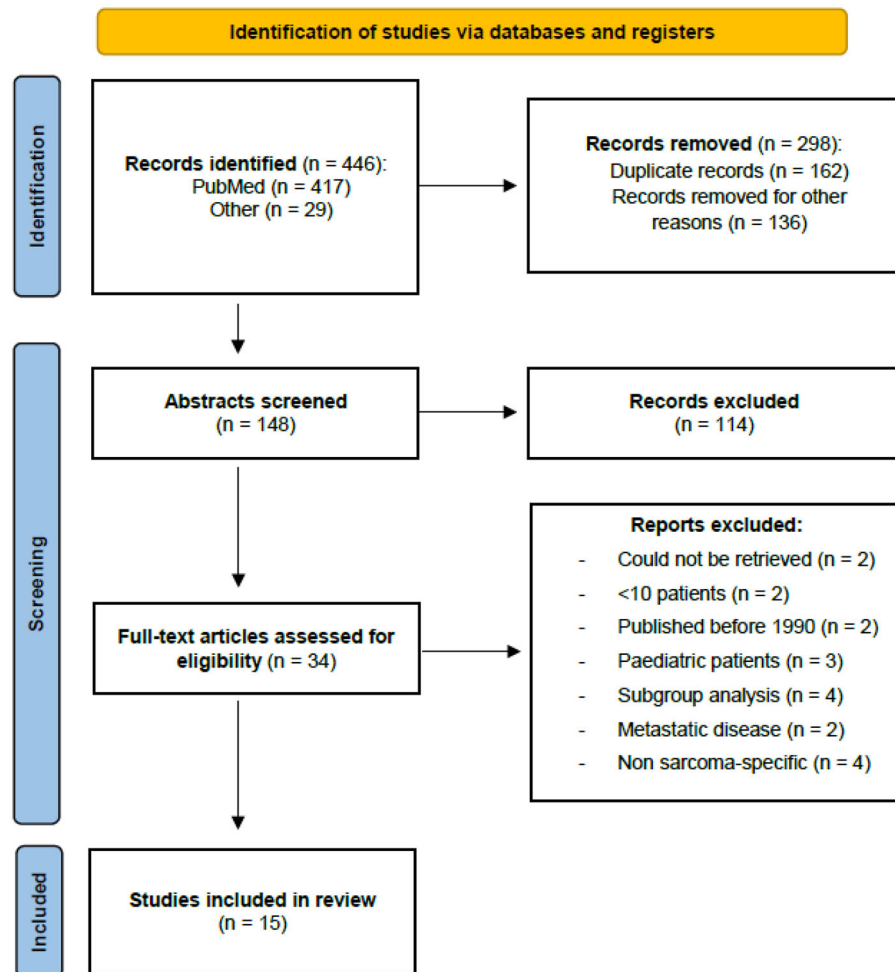 Identification of studies via databases and registers
Identification
Records identified (n = 446):
PubMed (n = 417)
Other (n = 29)
Records removed (n = 298):
Duplicate records (n = 162)
Records removed for other
reasons (n = 136)
Screening
Abstracts screened
(n = 148)
Records excluded
(n = 114)
Full-text articles assessed for
eligibility (n = 34)
Reports excluded:
- Could not be retrieved (n = 2)
- <10 patients (n = 2)
- Published before 1990 (n = 2)
- Paediatric patients (n = 3)
- Subgroup analysis (n = 4)
- Metastatic disease (n = 2)
- Non sarcoma-specific (n = 4)
Included
Studies included in review
(n = 15)